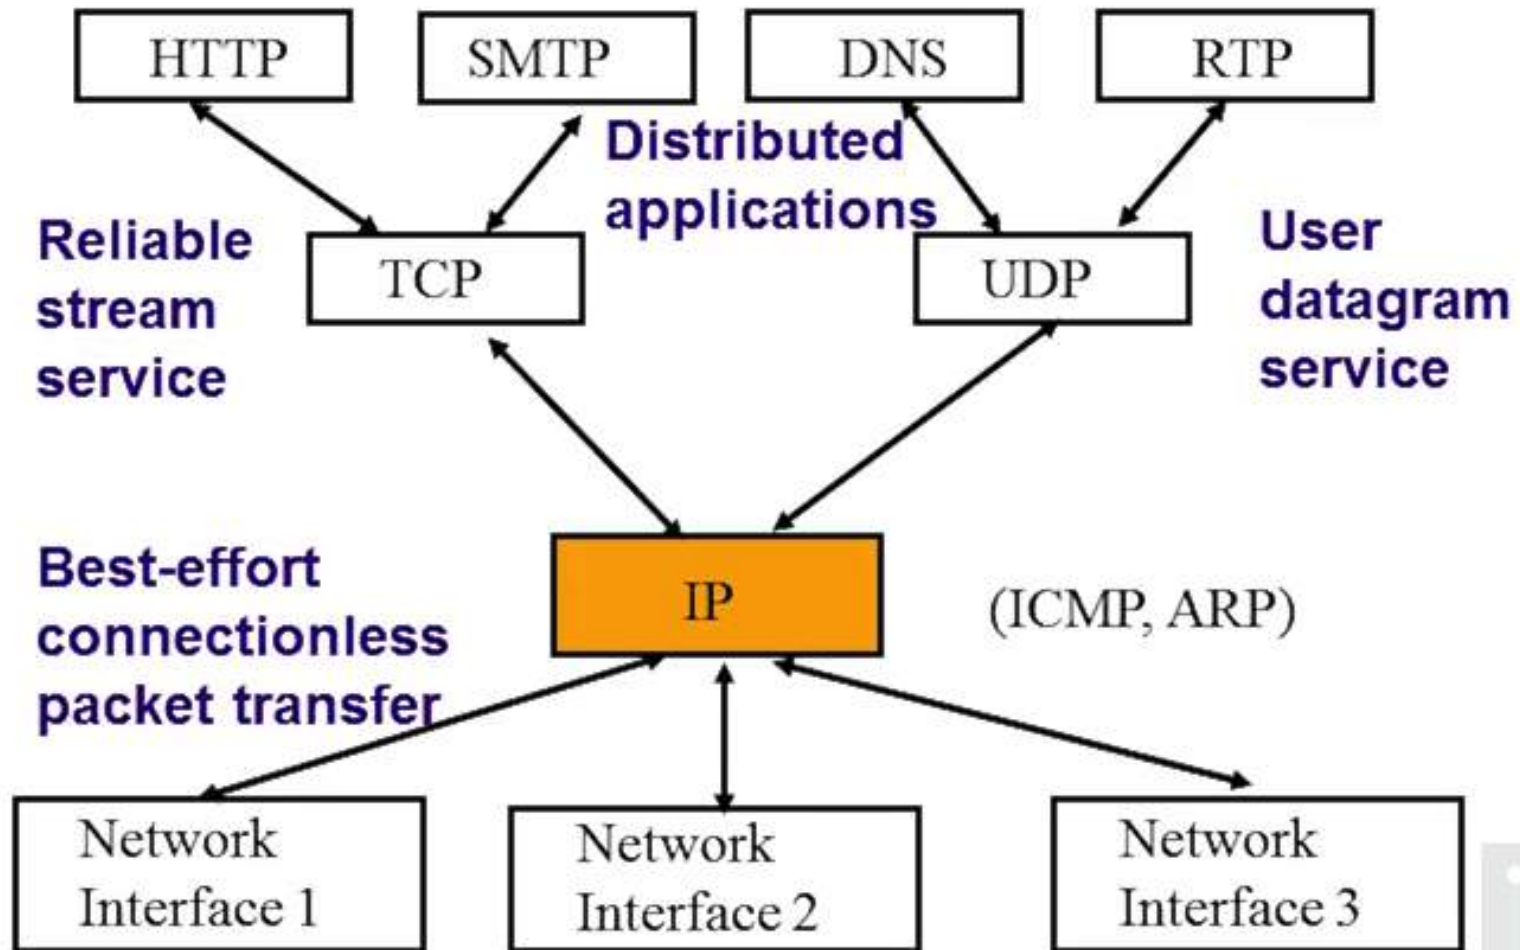 HTTP
SMTP
DNS
RTP
Distributed
applications
Reliable
stream
service
TCP
UDP
User
datagram
service
Best-effort
connectionless
packet transfer
IP
(ICMP, ARP)
Network
Interface 1
Network
Interface 2
Network
Interface 3